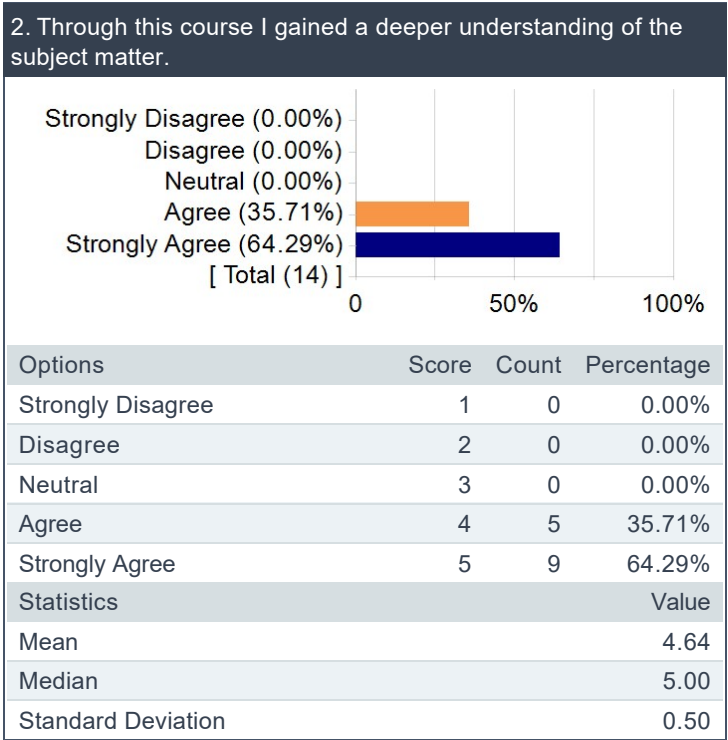 2. Through this course I gained a deeper understanding of the
subject matter.
Strongly Disagree (0.00%)
Disagree (0.00%)
Neutral (0.00%)
Agree (35.71%)
Strongly Agree (64.29%)
[ Total (14) ]
0 50% 100%
Options Score Count Percentage
Strongly Disagree 1 0 0.00%
Disagree 2 0 0.00%
Neutral 3 0 0.00%
Agree 4 5 35.71%
Strongly Agree 5 9 64.29%
Statistics Value
Mean 4.64
Median 5.00
Standard Deviation 0.50